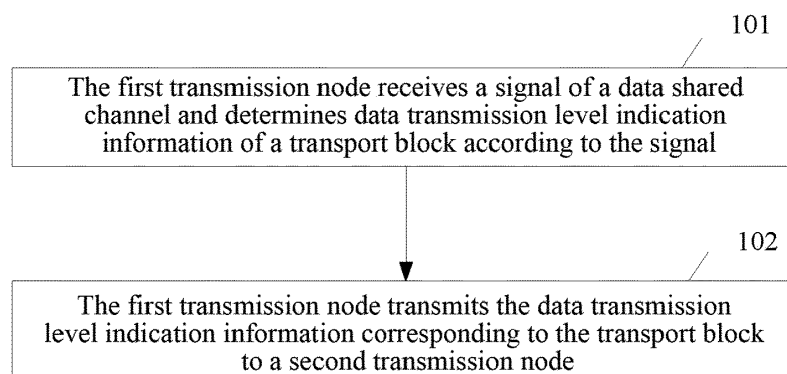 101
The first transmission node receives a signal of a data shared
channel and determines data transmission level indication
information of a transport block according to the signal
102
The first transmission node transmits the data transmission
level indication information corresponding to the transport block
to a second transmission node